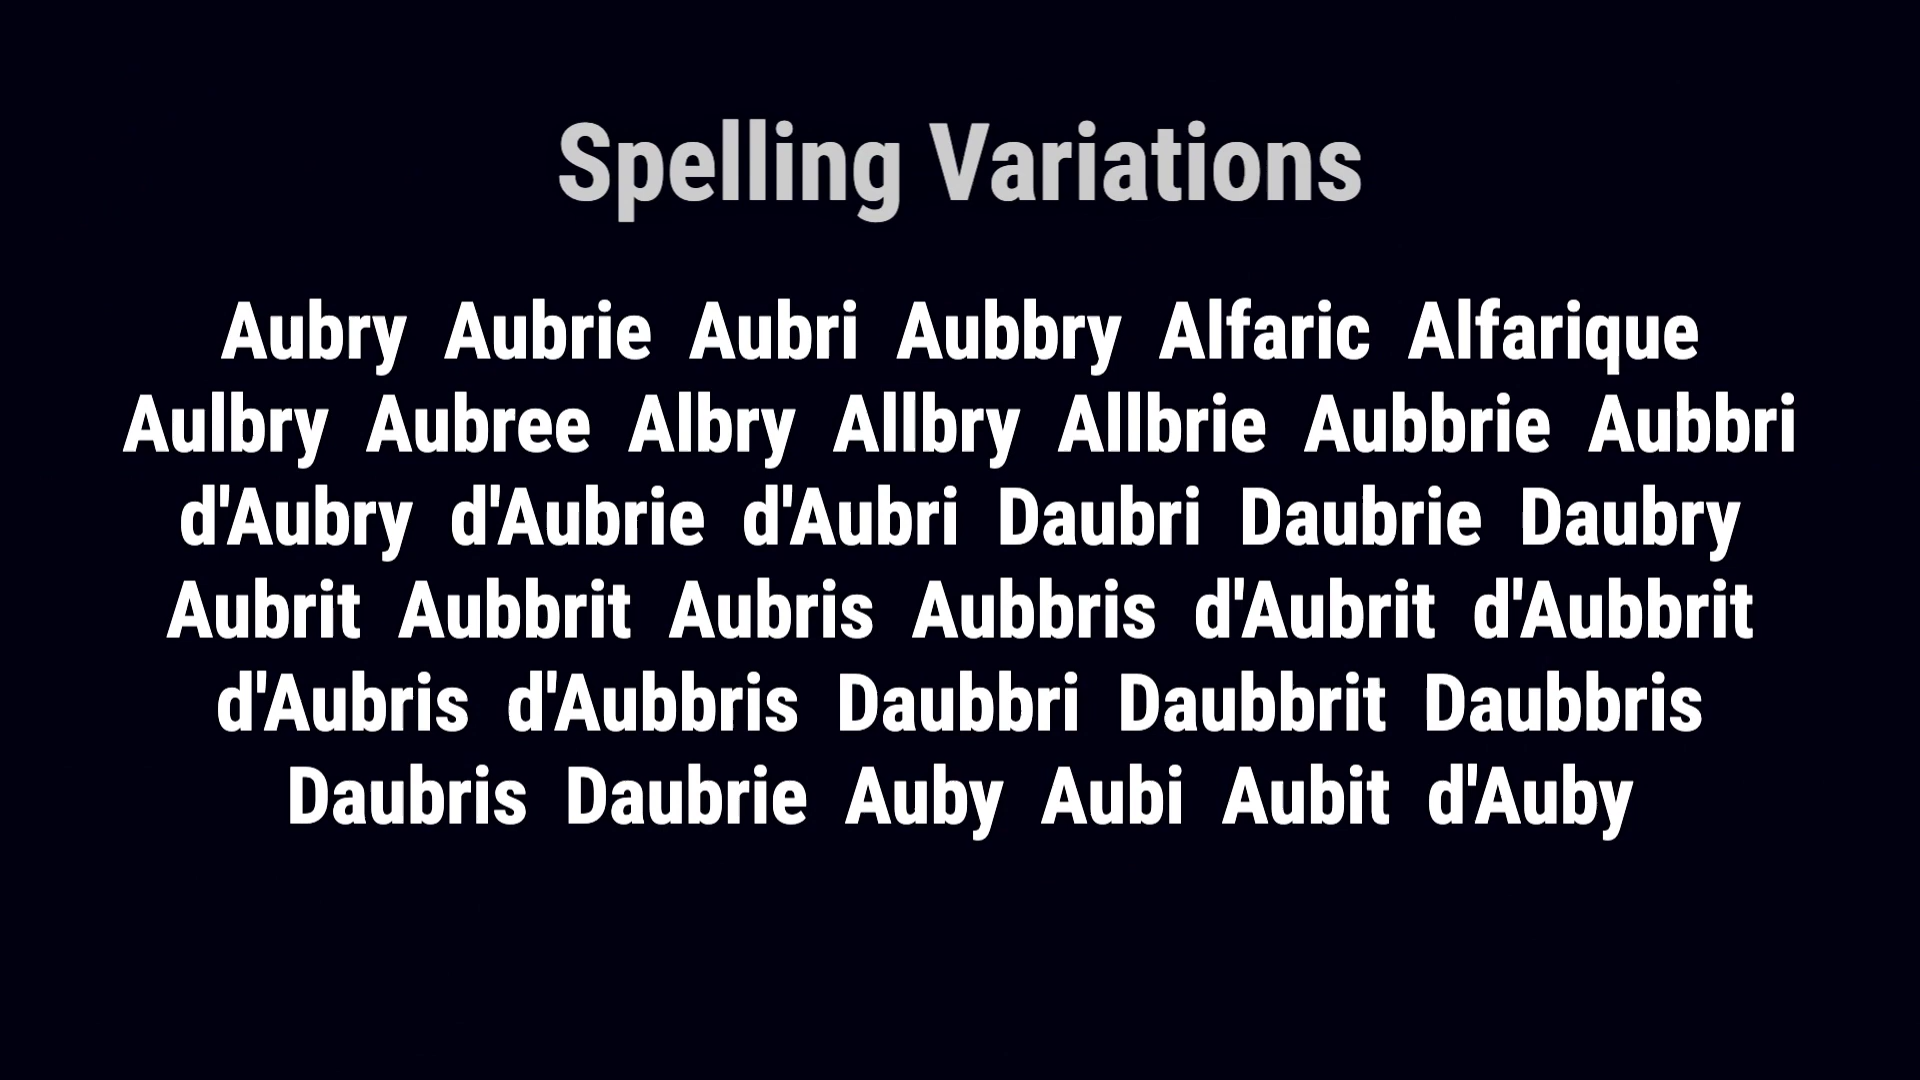 Spelling Variations
Aubry Aubrie Aubri Aubbry Alfaric Alfarique
Aulbry Aubree Albry Allbry Allbrie Aubbrie Aubbri
d'Aubry d'Aubrie d'Aubri Daubri Daubrie Daubry
Aubrit Aubbrit Aubris Aubbris d'Aubrit d'Aubbrit
d'Aubris d'Aubbris Daubbri Daubbrit Daubbris
Daubris Daubrie Auby Aubi Aubit d'Auby